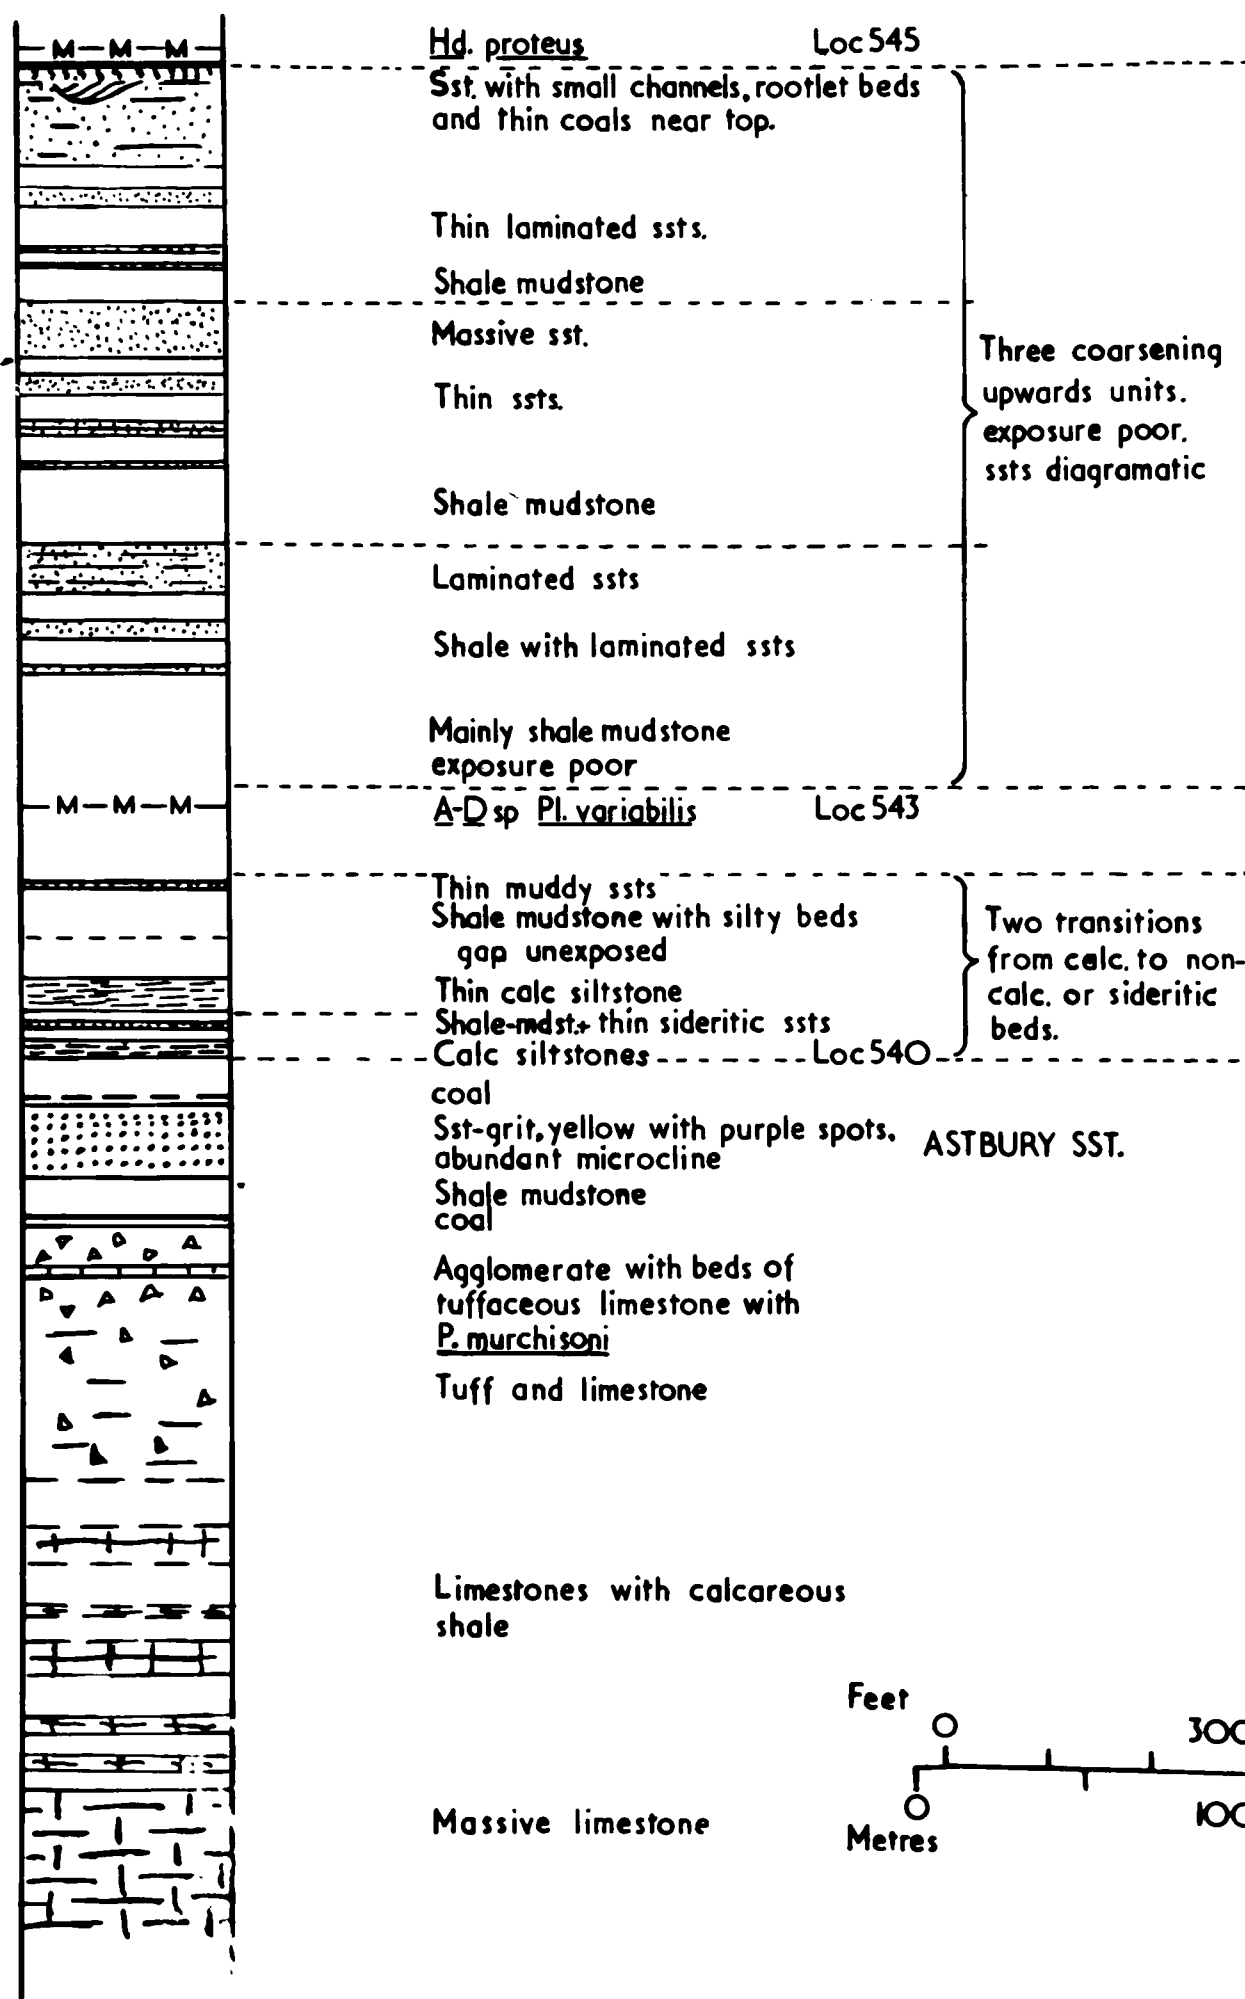 M M M
Hd. proteus Loc 545
Sst. with small channels, rootlet beds
and thin coals near top.
Thin laminated ssts.
Shale mudstone
Massive sst.
Thin ssts.
Shale mudstone
Laminated ssts
Shale with laminated ssts
Mainly shale mudstone
exposure poor
Three coarsening
upwards units.
exposure poor.
ssts diagramatic
M M M
A-D sp Pl. variabilis Loc 543
Thin muddy ssts
Shale mudstone with silty beds
gap unexposed
Thin calc siltstone
Shale-mdst.+ thin sideritic ssts
Calc siltstones Loc 540
Two transitions
from calc. to non-
calc. or sideritic
beds.
coal
Sst-grit, yellow with purple spots,
abundant microcline
ASTBURY SST.
Shale mudstone
coal
Agglomerate with beds of
tuffaceous limestone with
P. murchisoni
Tuff and limestone
Limestones with calcareous
shale
Massive limestone
Feet
0 300
0 100
Metres